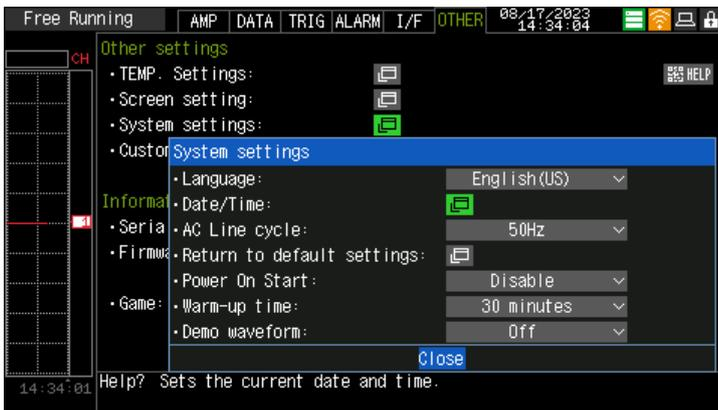 Free Running AMP DATA TRIG ALARM I/F OTHER 08/17/2023 14:34:04
CH
Other settings
・TEMP. Settings:
HELP
・Screen setting:
・System settings:
・Custom
System settings
・Language: English(US)
Informat
・Date/Time:
1
・Seria
・AC Line cycle: 50Hz
・Firmwa
・Return to default settings:
・Power On Start: Disable
・Game:
・Warm-up time: 30 minutes
・Demo waveform: Off
Close
14:34:01
Help? Sets the current date and time.